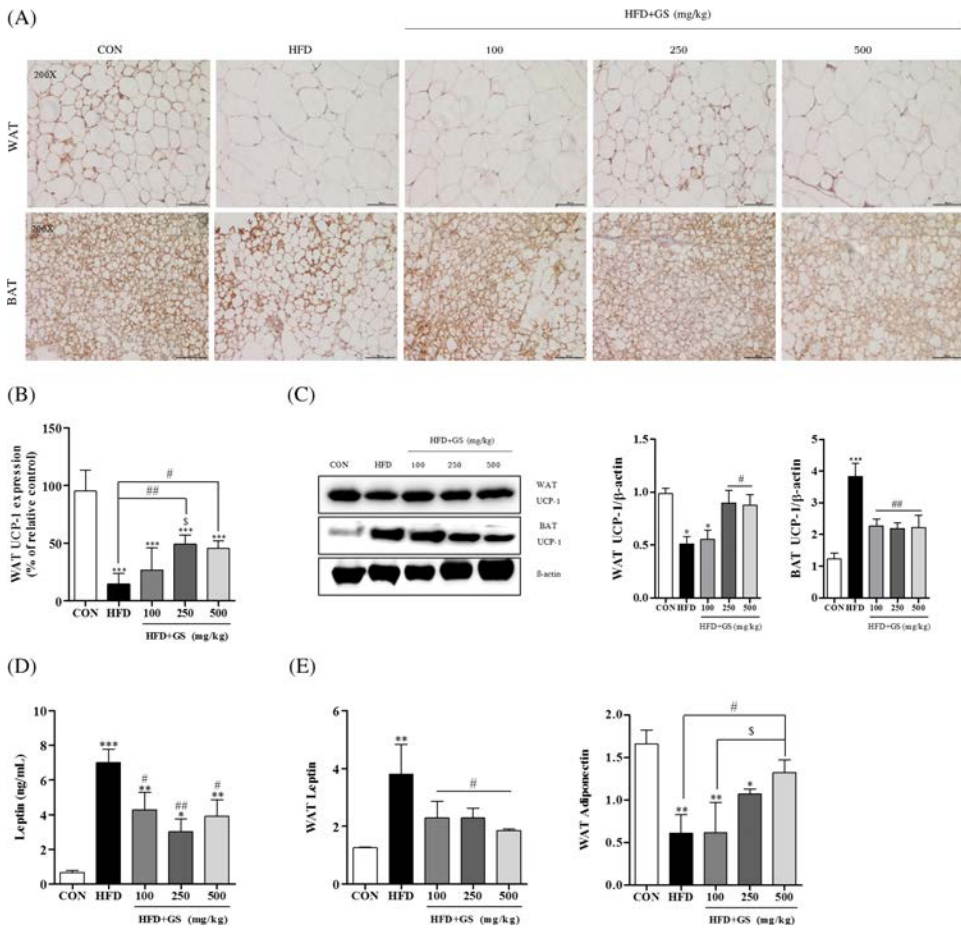 (A)
HFD+GS (mg/kg)
CON HFD 100 250 500
200X
WAT
200X
BAT
(B)
150
100
50
0
WAT UCP-1 expression
(% of relative control)
***
***
***
***
$
##
#
CON HFD 100 250 500
HFD+GS (mg/kg)
(C)
HFD+GS (mg/kg)
CON HFD 100 250 500
WAT
UCP-1
BAT
UCP-1
ß-actin
WAT UCP-1/β-actin
1.5
1.0
0.5
0.0
*
*
#
CON HFD 100 250 500
HFD+GS (mg/kg)
BAT UCP-1/β-actin
5
4
3
2
1
0
***
##
CON HFD 100 250 500
HFD+GS (mg/kg)
(D)
Leptin (ng/mL)
10
8
6
4
2
0
***
#
**
##
*
#
**
CON HFD 100 250 500
HFD+GS (mg/kg)
(E)
WAT Leptin
6
4
2
0
**
#
CON HFD 100 250 500
HFD+GS (mg/kg)
WAT Adiponectin
2.0
1.5
1.0
0.5
0.0
#
$
**
**
*
CON HFD 100 250 500
HFD+GS (mg/kg)